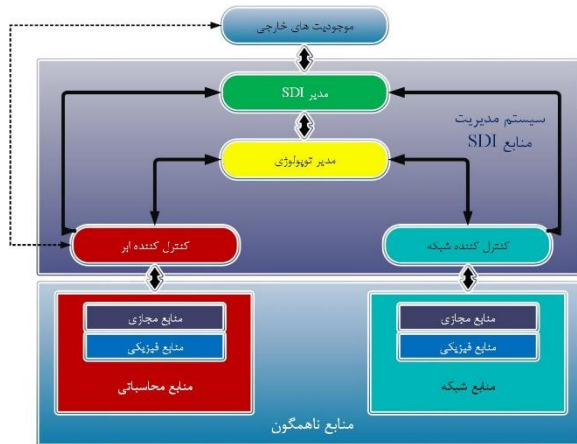 موجودیت های خارجی
مدیر SDI
سیستم مدیریت
منابع SDI
مدیر توپولوژی
کنترل کننده ابر
کنترل کننده شبکه
منابع مجازی
منابع مجازی
منابع فیزیکی
منابع فیزیکی
منابع محاسباتی
منابع شبکه
منابع ناهمگون